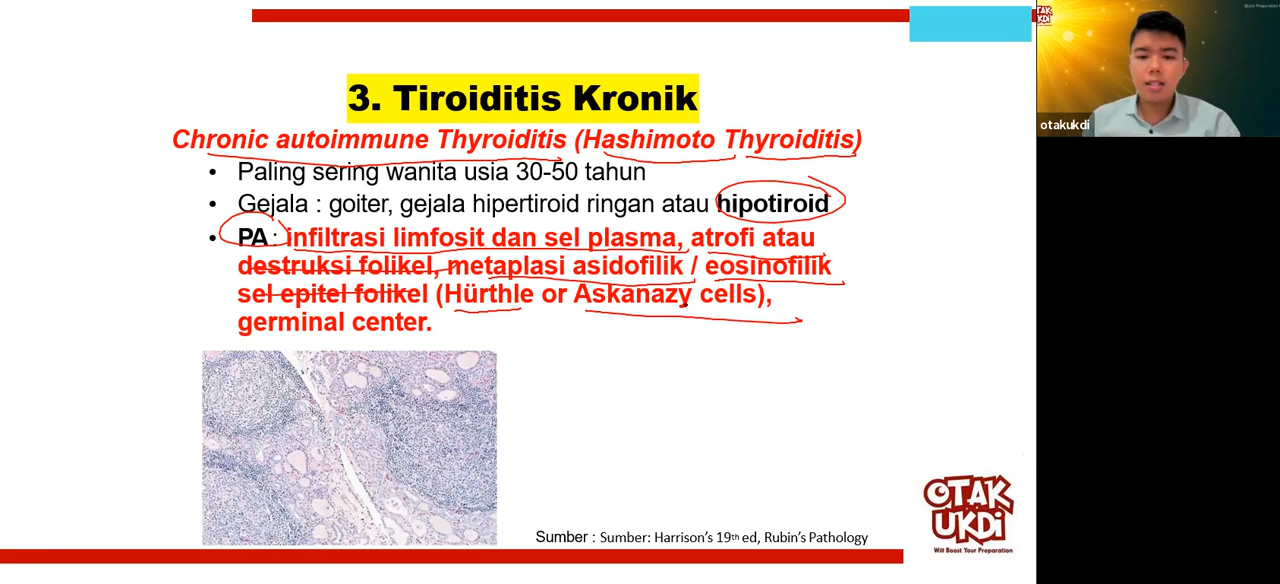 3. Tiroiditis Kronik
Chronic autoimmune Thyroiditis (Hashimoto Thyroiditis)
• Paling sering wanita usia 30-50 tahun
• Gejala : goiter, gejala hipertiroid ringan atau hipotiroid
• PA : infiltrasi limfosit dan sel plasma, atrofi atau
destruksi folikel, metaplasi asidofilik / eosinofilik
sel epitel folikel (Hürthle or Askanazy cells),
germinal center.
Sumber : Sumber: Harrison's 19th ed, Rubin's Pathology
OTAK
UKDI
Will Boost Your Preparation
otakukdi